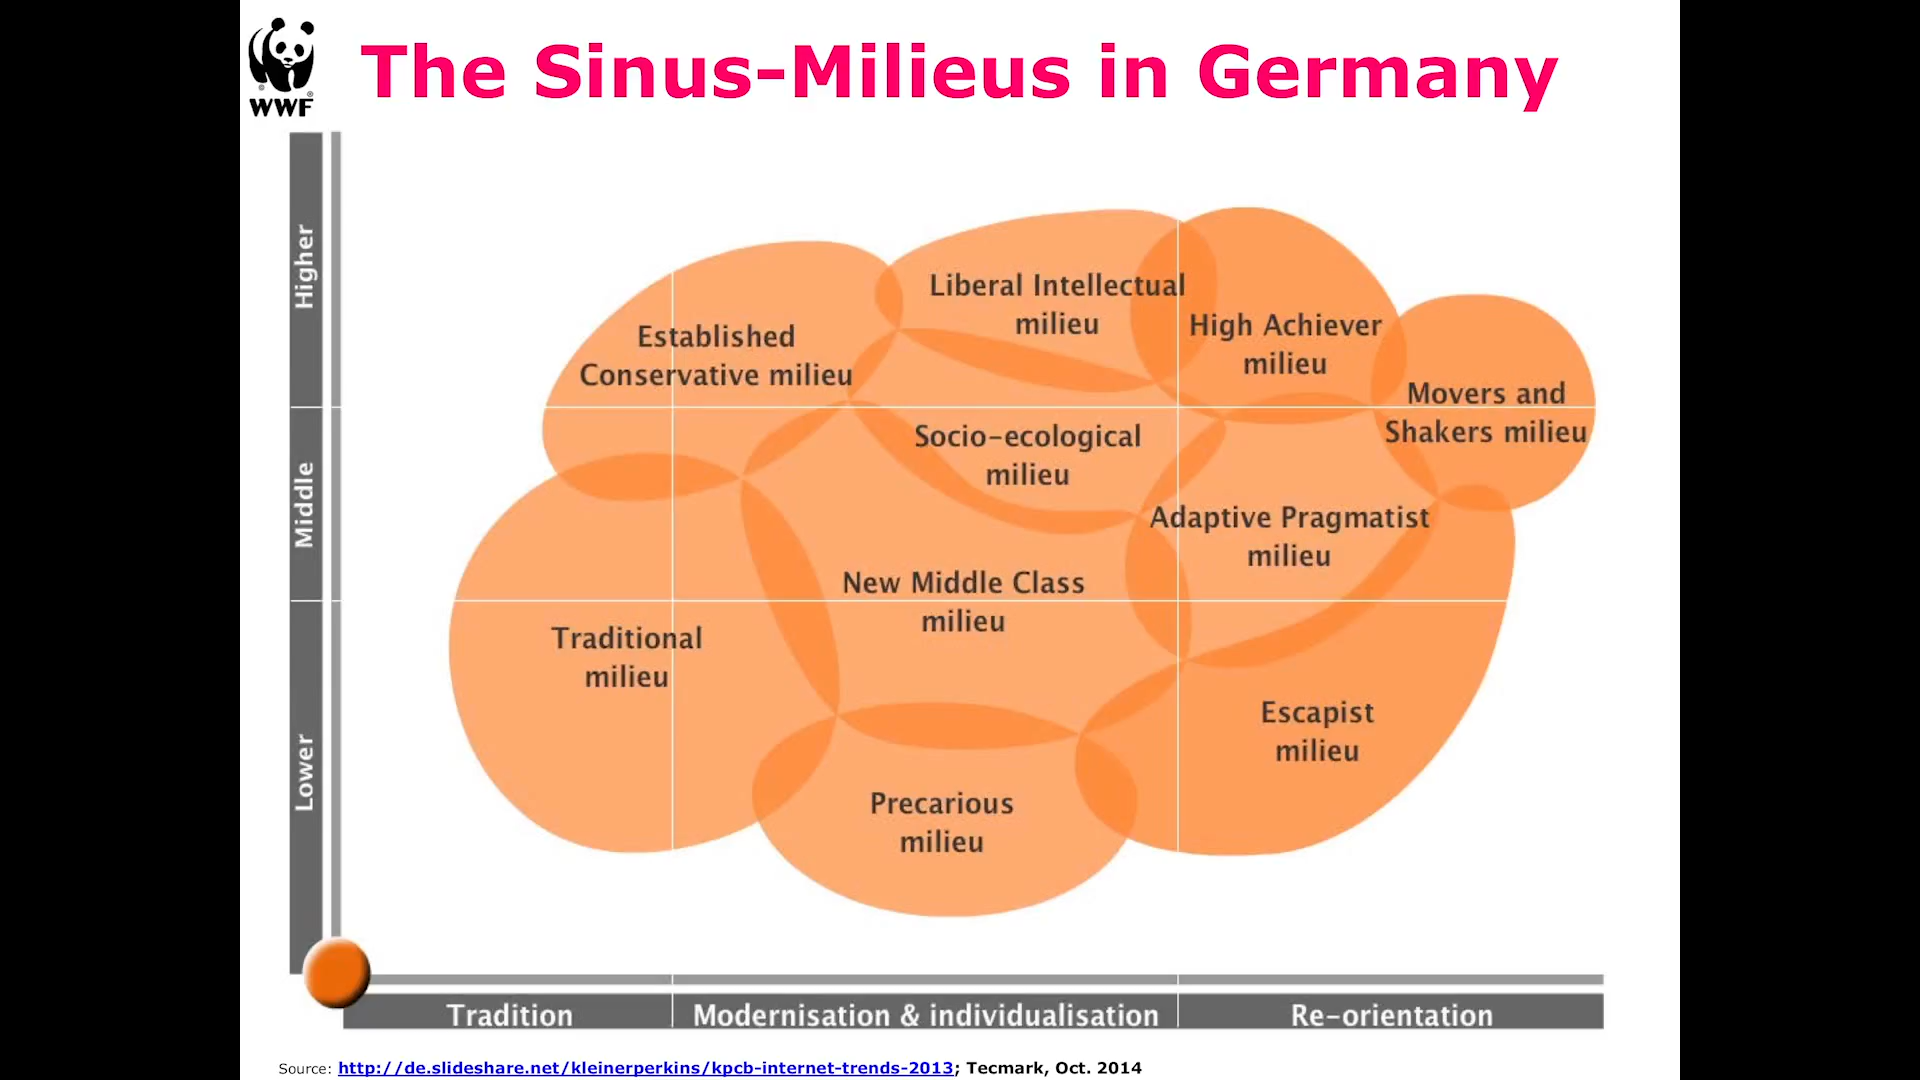 WWF
The Sinus-Milieus in Germany
Higher
Middle
Lower
Liberal Intellectual
milieu
Established
Conservative milieu
High Achiever
milieu
Movers and
Shakers milieu
Socio-ecological
milieu
Adaptive Pragmatist
milieu
New Middle Class
milieu
Traditional
milieu
Escapist
milieu
Precarious
milieu
Tradition
Modernisation & individualisation
Re-orientation
Source: http://de.slideshare.net/kleinerperkins/kpcb-internet-trends-2013; Tecmark, Oct. 2014